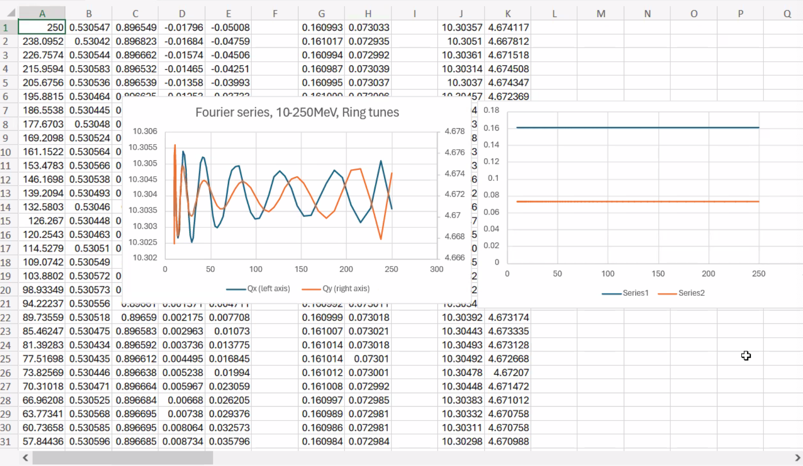 A B C D E F G H I J K L M N O P Q
1 250 0.530547 0.896549 -0.01796 -0.05008 0.160993 0.073033 10.30357 4.674117
2 238.0952 0.53042 0.896823 -0.01684 -0.04759 0.161017 0.072935 10.3051 4.667812
3 226.7574 0.530544 0.896662 -0.01574 -0.04506 0.160994 0.072992 10.30361 4.671518
4 215.9594 0.530583 0.896532 -0.01465 -0.04251 0.160987 0.073039 10.30314 4.674508
5 205.6756 0.530536 0.896539 -0.01358 -0.03993 0.160995 0.073037 10.3037 4.674347
6 195.8815 0.530464 4.672369
7 186.5538 0.530445 0
8 177.6703 0.53048 0
9 169.2098 0.530524 0
10 161.1522 0.530564 0
11 153.4783 0.530566 0
12 146.1698 0.530538 0
13 139.2094 0.530493 0
14 132.5803 0.53046
15 126.267 0.530448 0
16 120.2543 0.530463 0
17 114.5279 0.53051 0
18 109.0742 0.530549
19 103.8802 0.530572 0
20 98.93349 0.530573 0
21 94.22237 0.530556
22 89.73559 0.530518 0.89659 0.002175 0.007708 0.160999 0.073018 10.30392 4.673174
23 85.46247 0.530475 0.896583 0.002963 0.01073 0.161007 0.073021 10.30443 4.673335
24 81.39283 0.530434 0.896592 0.003736 0.013775 0.161014 0.073018 10.30493 4.673128
25 77.51698 0.530435 0.896612 0.004495 0.016845 0.161014 0.07301 10.30492 4.672668
26 73.82569 0.530446 0.896638 0.005238 0.01994 0.161012 0.073001 10.30478 4.67207
27 70.31018 0.530471 0.896664 0.005967 0.023059 0.161008 0.072992 10.30448 4.671472
28 66.96208 0.530525 0.896684 0.00668 0.026205 0.160997 0.072985 10.30383 4.671012
29 63.77341 0.530568 0.896695 0.00738 0.029376 0.160989 0.072981 10.30332 4.670758
30 60.73658 0.530585 0.896695 0.008064 0.032573 0.160986 0.072981 10.30311 4.670758
31 57.84436 0.530596 0.896685 0.008734 0.035796 0.160984 0.072984 10.30298 4.670988
Fourier series, 10-250MeV, Ring tunes
10.306 4.678
10.3055 4.676
10.305 4.674
10.3045
10.304 4.672
10.3035 4.67
10.303
10.3025 4.668
10.302 4.666
0 50 100 150 200 250 300
Qx (left axis) Qy (right axis)
0.18
0.16
0.14
0.12
0.1
0.08
0.06
0.04
0.02
0
0 50 100 150 200 250
Series1 Series2